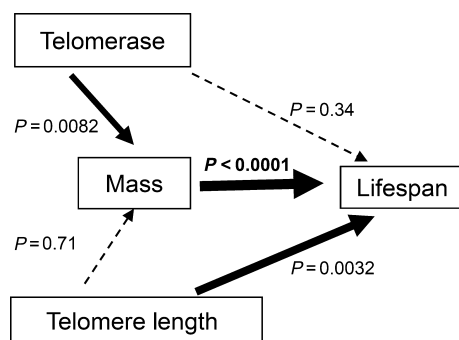 Telomerase
P = 0.34
P = 0.0082
P < 0.0001
Mass
Lifespan
P = 0.71
P = 0.0032
Telomere length